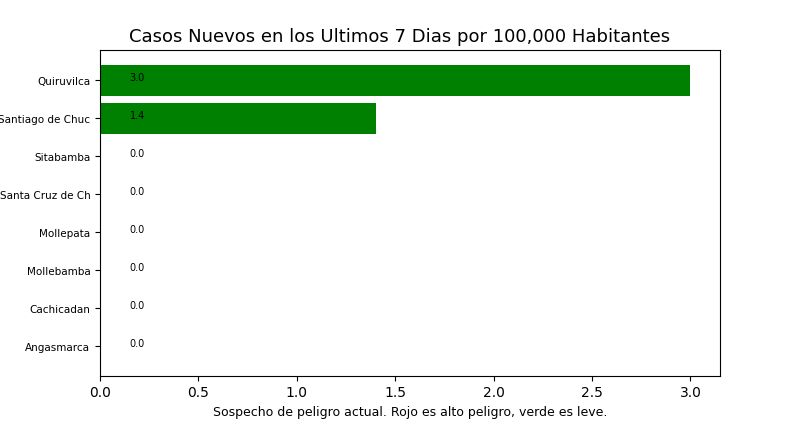 Casos Nuevos en los Ultimos 7 Dias por 100,000 Habitantes
Quiruvilca 3.0
Santiago de Chuc 1.4
Sitabamba 0.0
Santa Cruz de Ch 0.0
Mollepata 0.0
Mollebamba 0.0
Cachicadan 0.0
Angasmarca 0.0
0.0 0.5 1.0 1.5 2.0 2.5 3.0
Sospecho de peligro actual. Rojo es alto peligro, verde es leve.